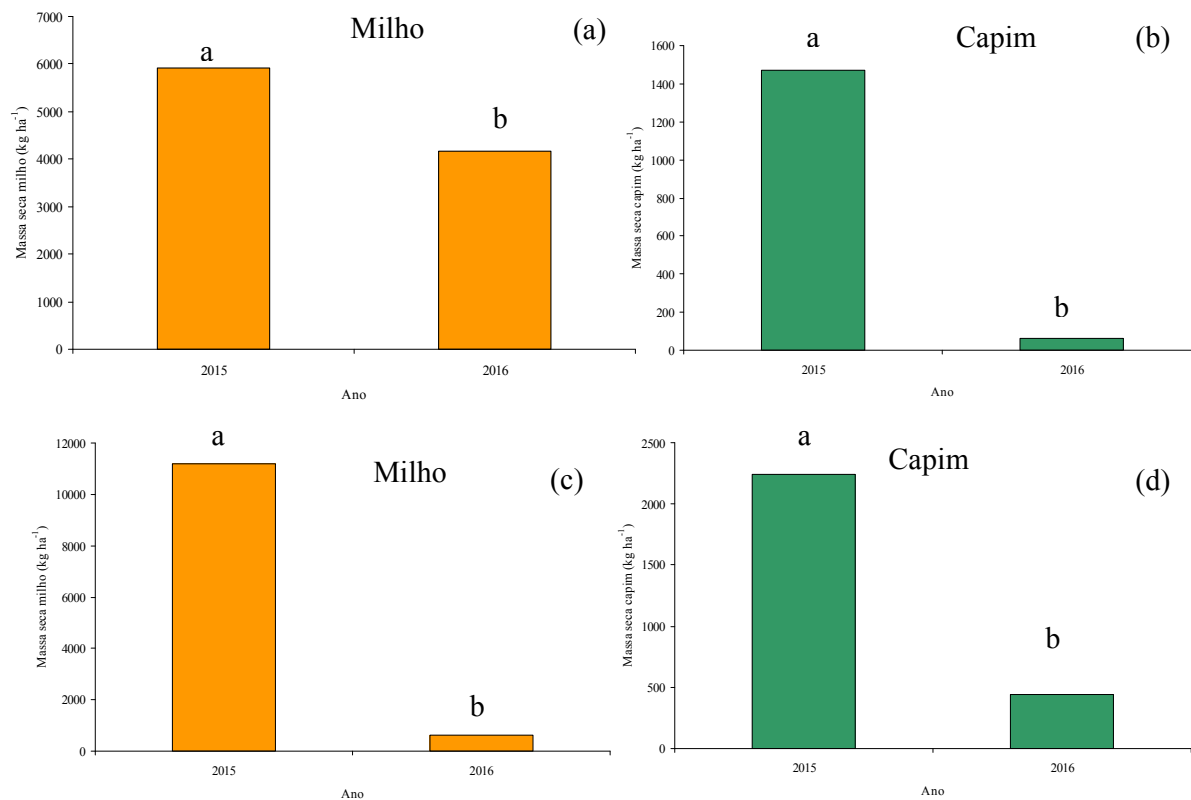 Milho
(a)
a
b
Massa seca milho (kg ha⁻¹)
7000
6000
5000
4000
3000
2000
1000
0
2015
2016
Ano
Capim
(b)
a
b
Massa seca capim (kg ha⁻¹)
1600
1400
1200
1000
800
600
400
200
0
2015
2016
Ano
Milho
(c)
a
b
Massa seca milho (kg ha⁻¹)
12000
10000
8000
6000
4000
2000
0
2015
2016
Ano
Capim
(d)
a
b
Massa seca capim (kg ha⁻¹)
2500
2000
1500
1000
500
0
2015
2016
Ano